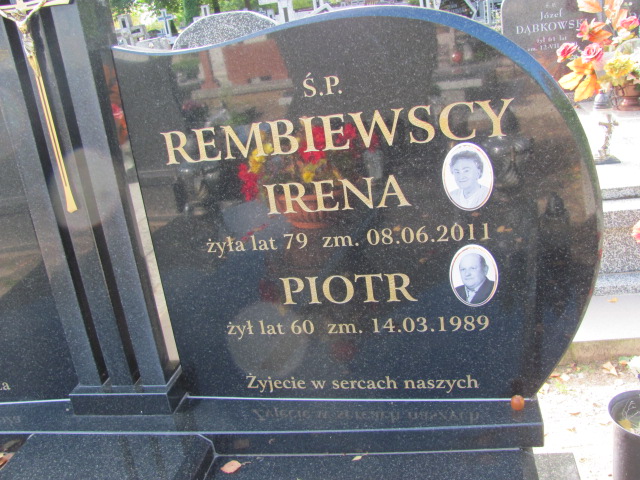 Ś.P.
REMBIEWSCY
IRENA
żyła lat 79 zm. 08.06.2011
PIOTR
żył lat 60 zm. 14.03.1989
Żyjecie w sercach naszych
Józef
DĄBKOWSKI